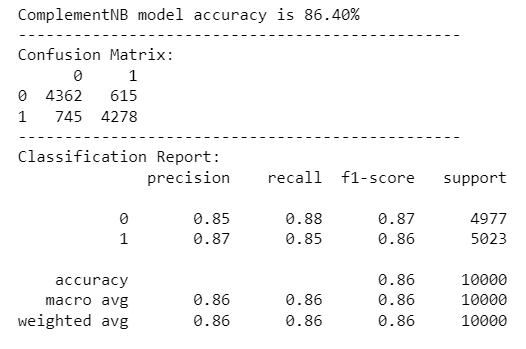 ComplementNB model accuracy is 86.40%
------------------------------------------------
Confusion Matrix:
0 1
0 4362 615
1 745 4278
------------------------------------------------
Classification Report:
precision recall f1-score support
0 0.85 0.88 0.87 4977
1 0.87 0.85 0.86 5023
accuracy 0.86 10000
macro avg 0.86 0.86 0.86 10000
weighted avg 0.86 0.86 0.86 10000